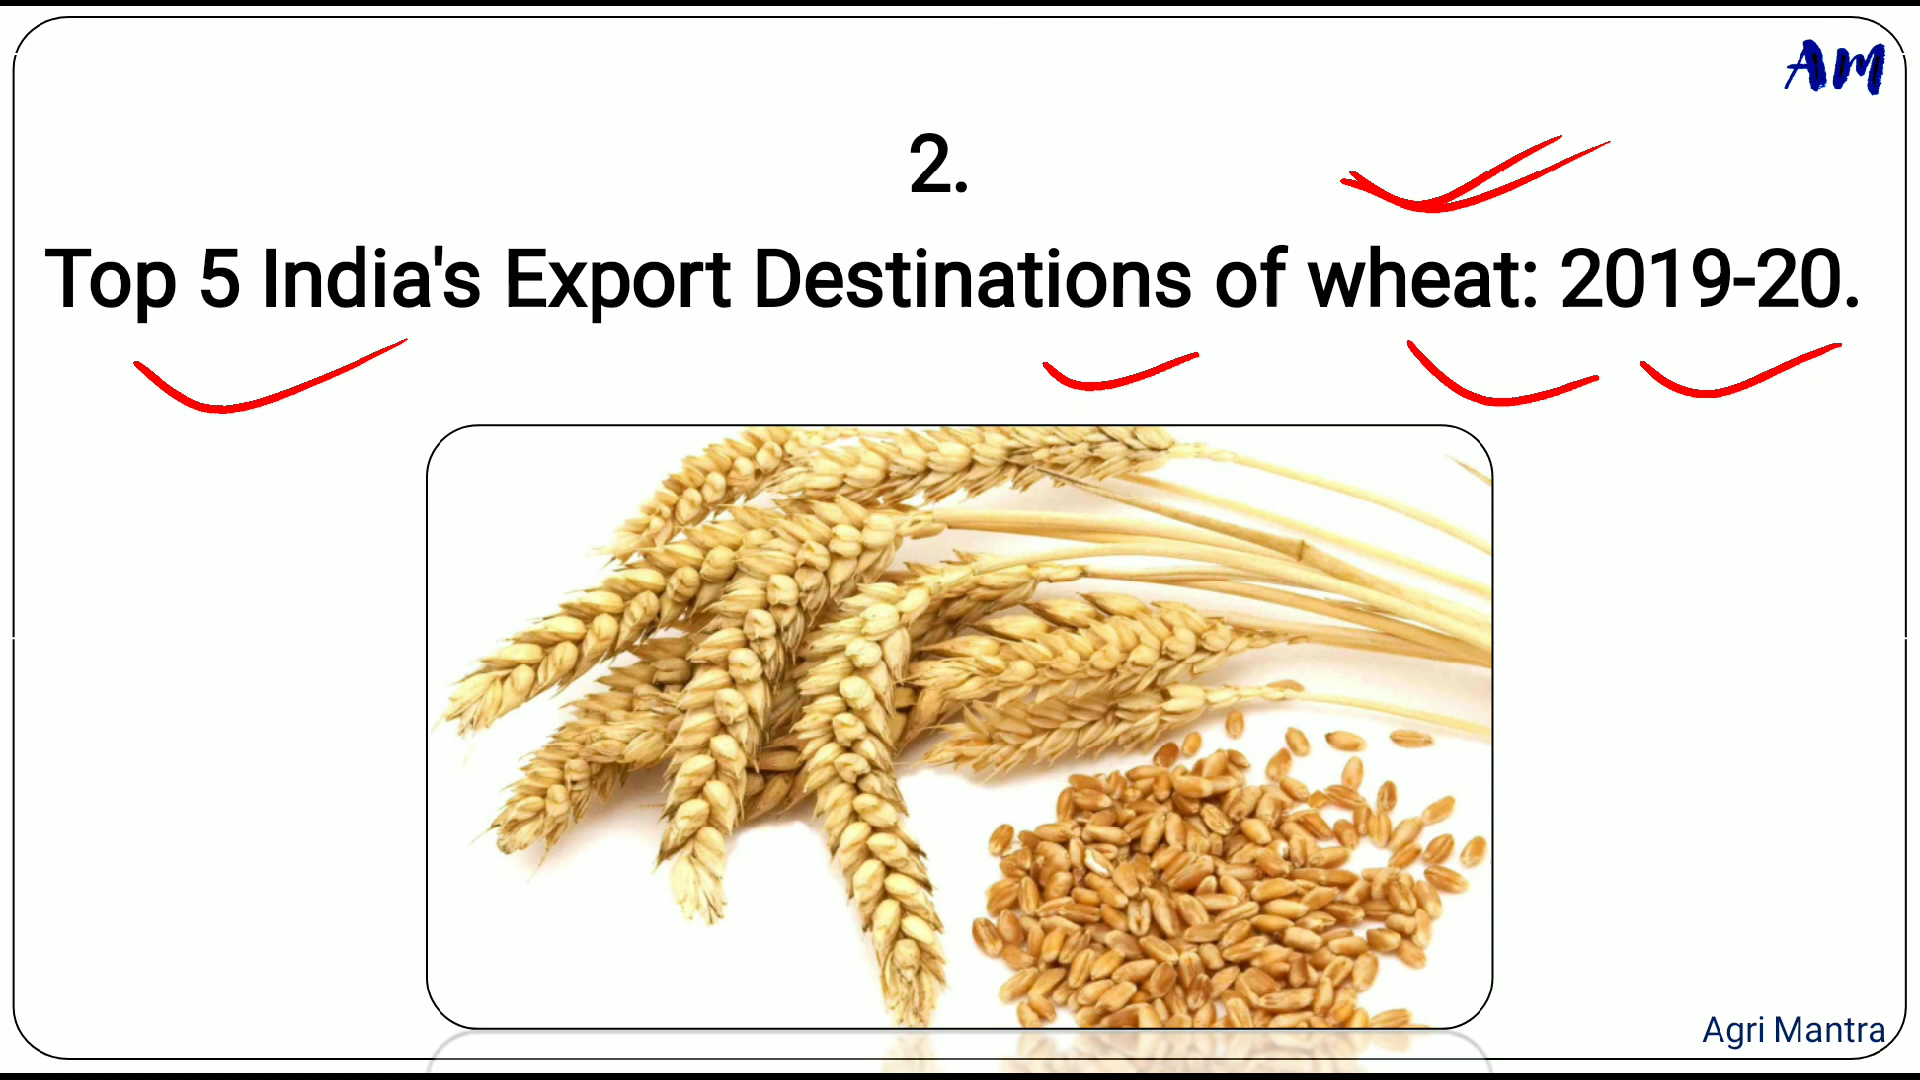 AM
2.
Top 5 India's Export Destinations of wheat: 2019-20.
Agri Mantra